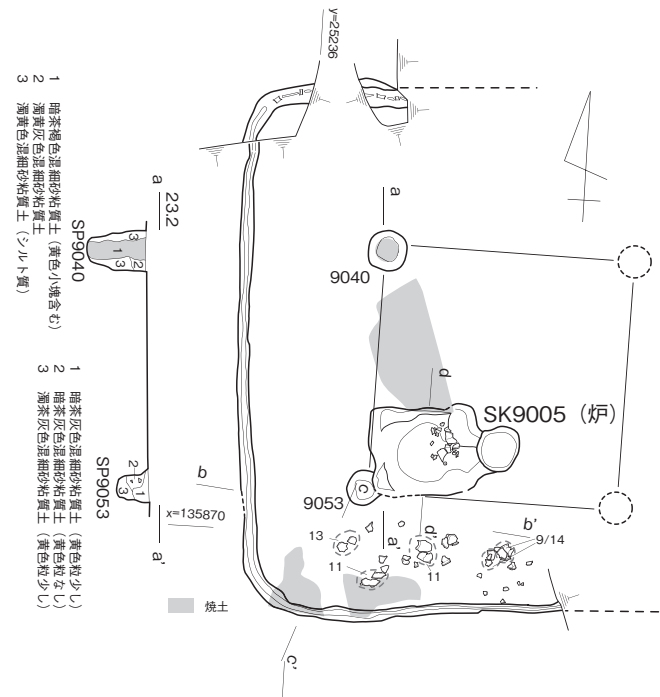 y=25236
1 暗茶褐色混細砂粘質土（黄色小塊含む）
2 濁黄灰色混細砂粘質土
3 濁黄色混細砂粘質土（シルト質）
a
23.2
SP9040
1
2
3
3
1 暗茶灰色混細砂粘質土（黄色粒少し）
2 暗茶灰色混細砂粘質土（黄色粒なし）
3 濁茶灰色混細砂粘質土（黄色粒少し）
SP9053
1
2
3
a'
a
9040
d
SK9005（炉）
9053
c
b
x=135870
13
11
a'
d'
11
b'
9/14
焼土
c'